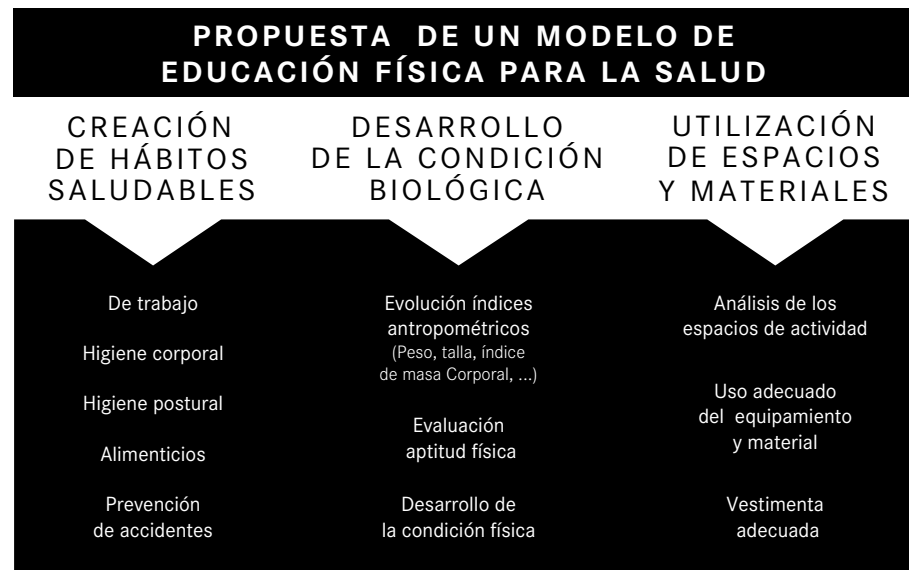 PROPUESTA DE UN MODELO DE
EDUCACIÓN FÍSICA PARA LA SALUD
CREACIÓN
DE HÁBITOS
SALUDABLES
De trabajo
Higiene corporal
Higiene postural
Alimenticios
Prevención
de accidentes
DESARROLLO
DE LA CONDICIÓN
BIOLÓGICA
Evolución índices
antropométricos
(Peso, talla, índice
de masa Corporal, ...)
Evaluación
aptitud física
Desarrollo de
la condición física
UTILIZACIÓN
DE ESPACIOS
Y MATERIALES
Análisis de los
espacios de actividad
Uso adecuado
del equipamiento
y material
Vestimenta
adecuada